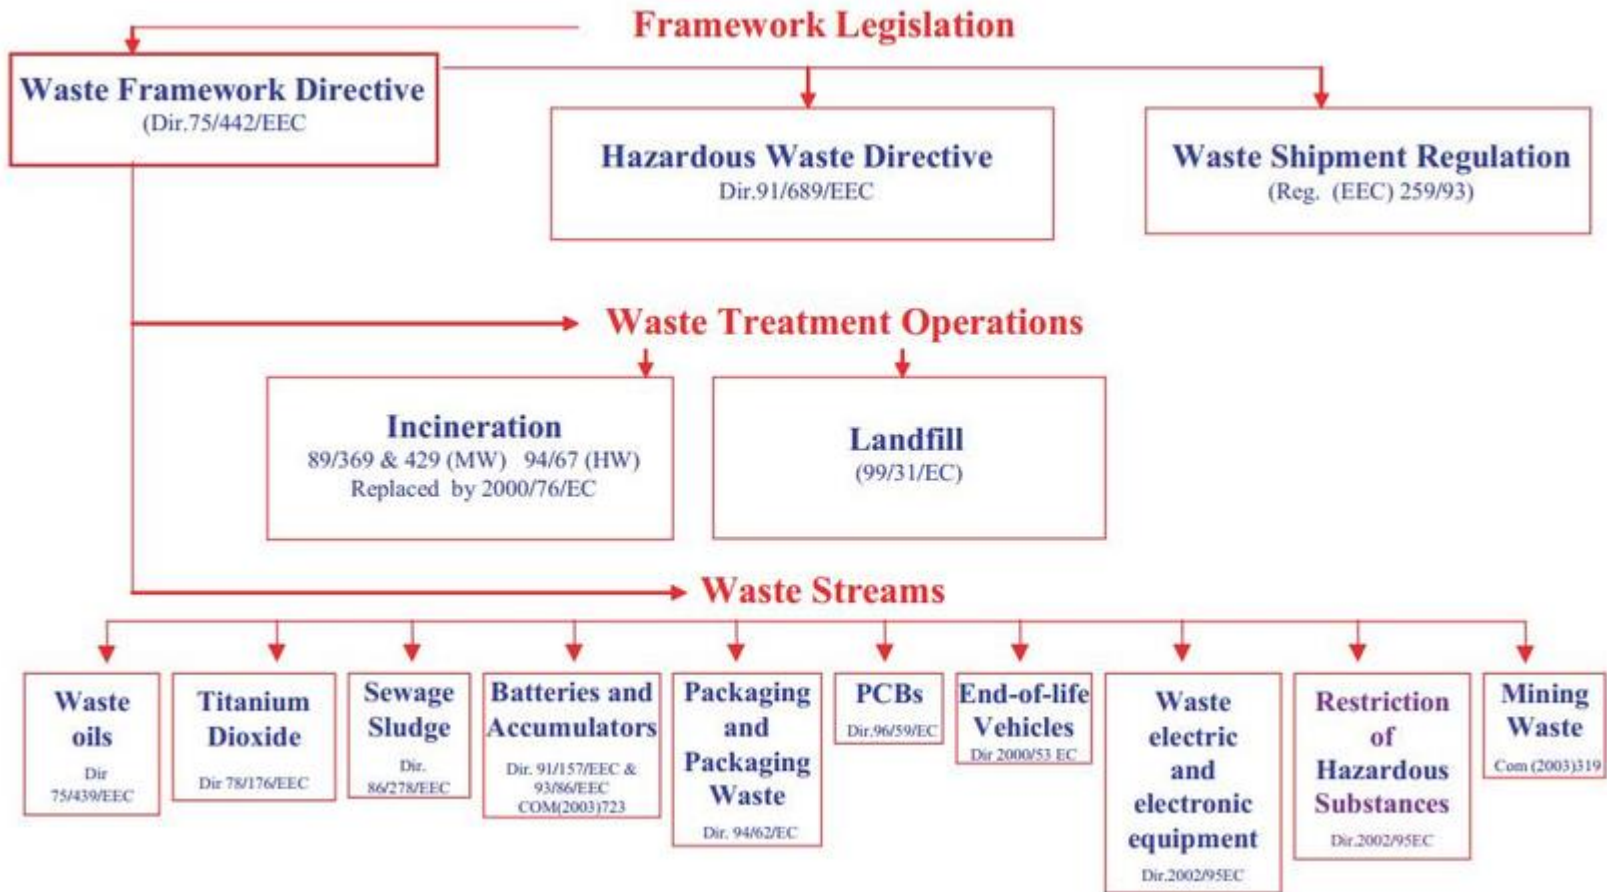 Framework Legislation
Waste Framework Directive
(Dir.75/442/EEC
Hazardous Waste Directive
Dir.91/689/EEC
Waste Shipment Regulation
(Reg. (EEC) 259/93)
Waste Treatment Operations
Incineration
89/369 & 429 (MW) 94/67 (HW)
Replaced by 2000/76/EC
Landfill
(99/31/EC)
Waste Streams
Waste
oils
Dir
75/439/EEC
Titanium
Dioxide
Dir 78/176/EEC
Sewage
Sludge
Dir.
86/278/EEC
Batteries and
Accumulators
Dir. 91/157/EEC &
93/86/EEC
COM(2003)723
Packaging
and
Packaging
Waste
Dir. 94/62/EC
PCBs
Dir.96/59/EC
End-of-life
Vehicles
Dir 2000/53 EC
Waste
electric
and
electronic
equipment
Dir.2002/95EC
Restriction
of
Hazardous
Substances
Dir.2002/95EC
Mining
Waste
Com (2003)319